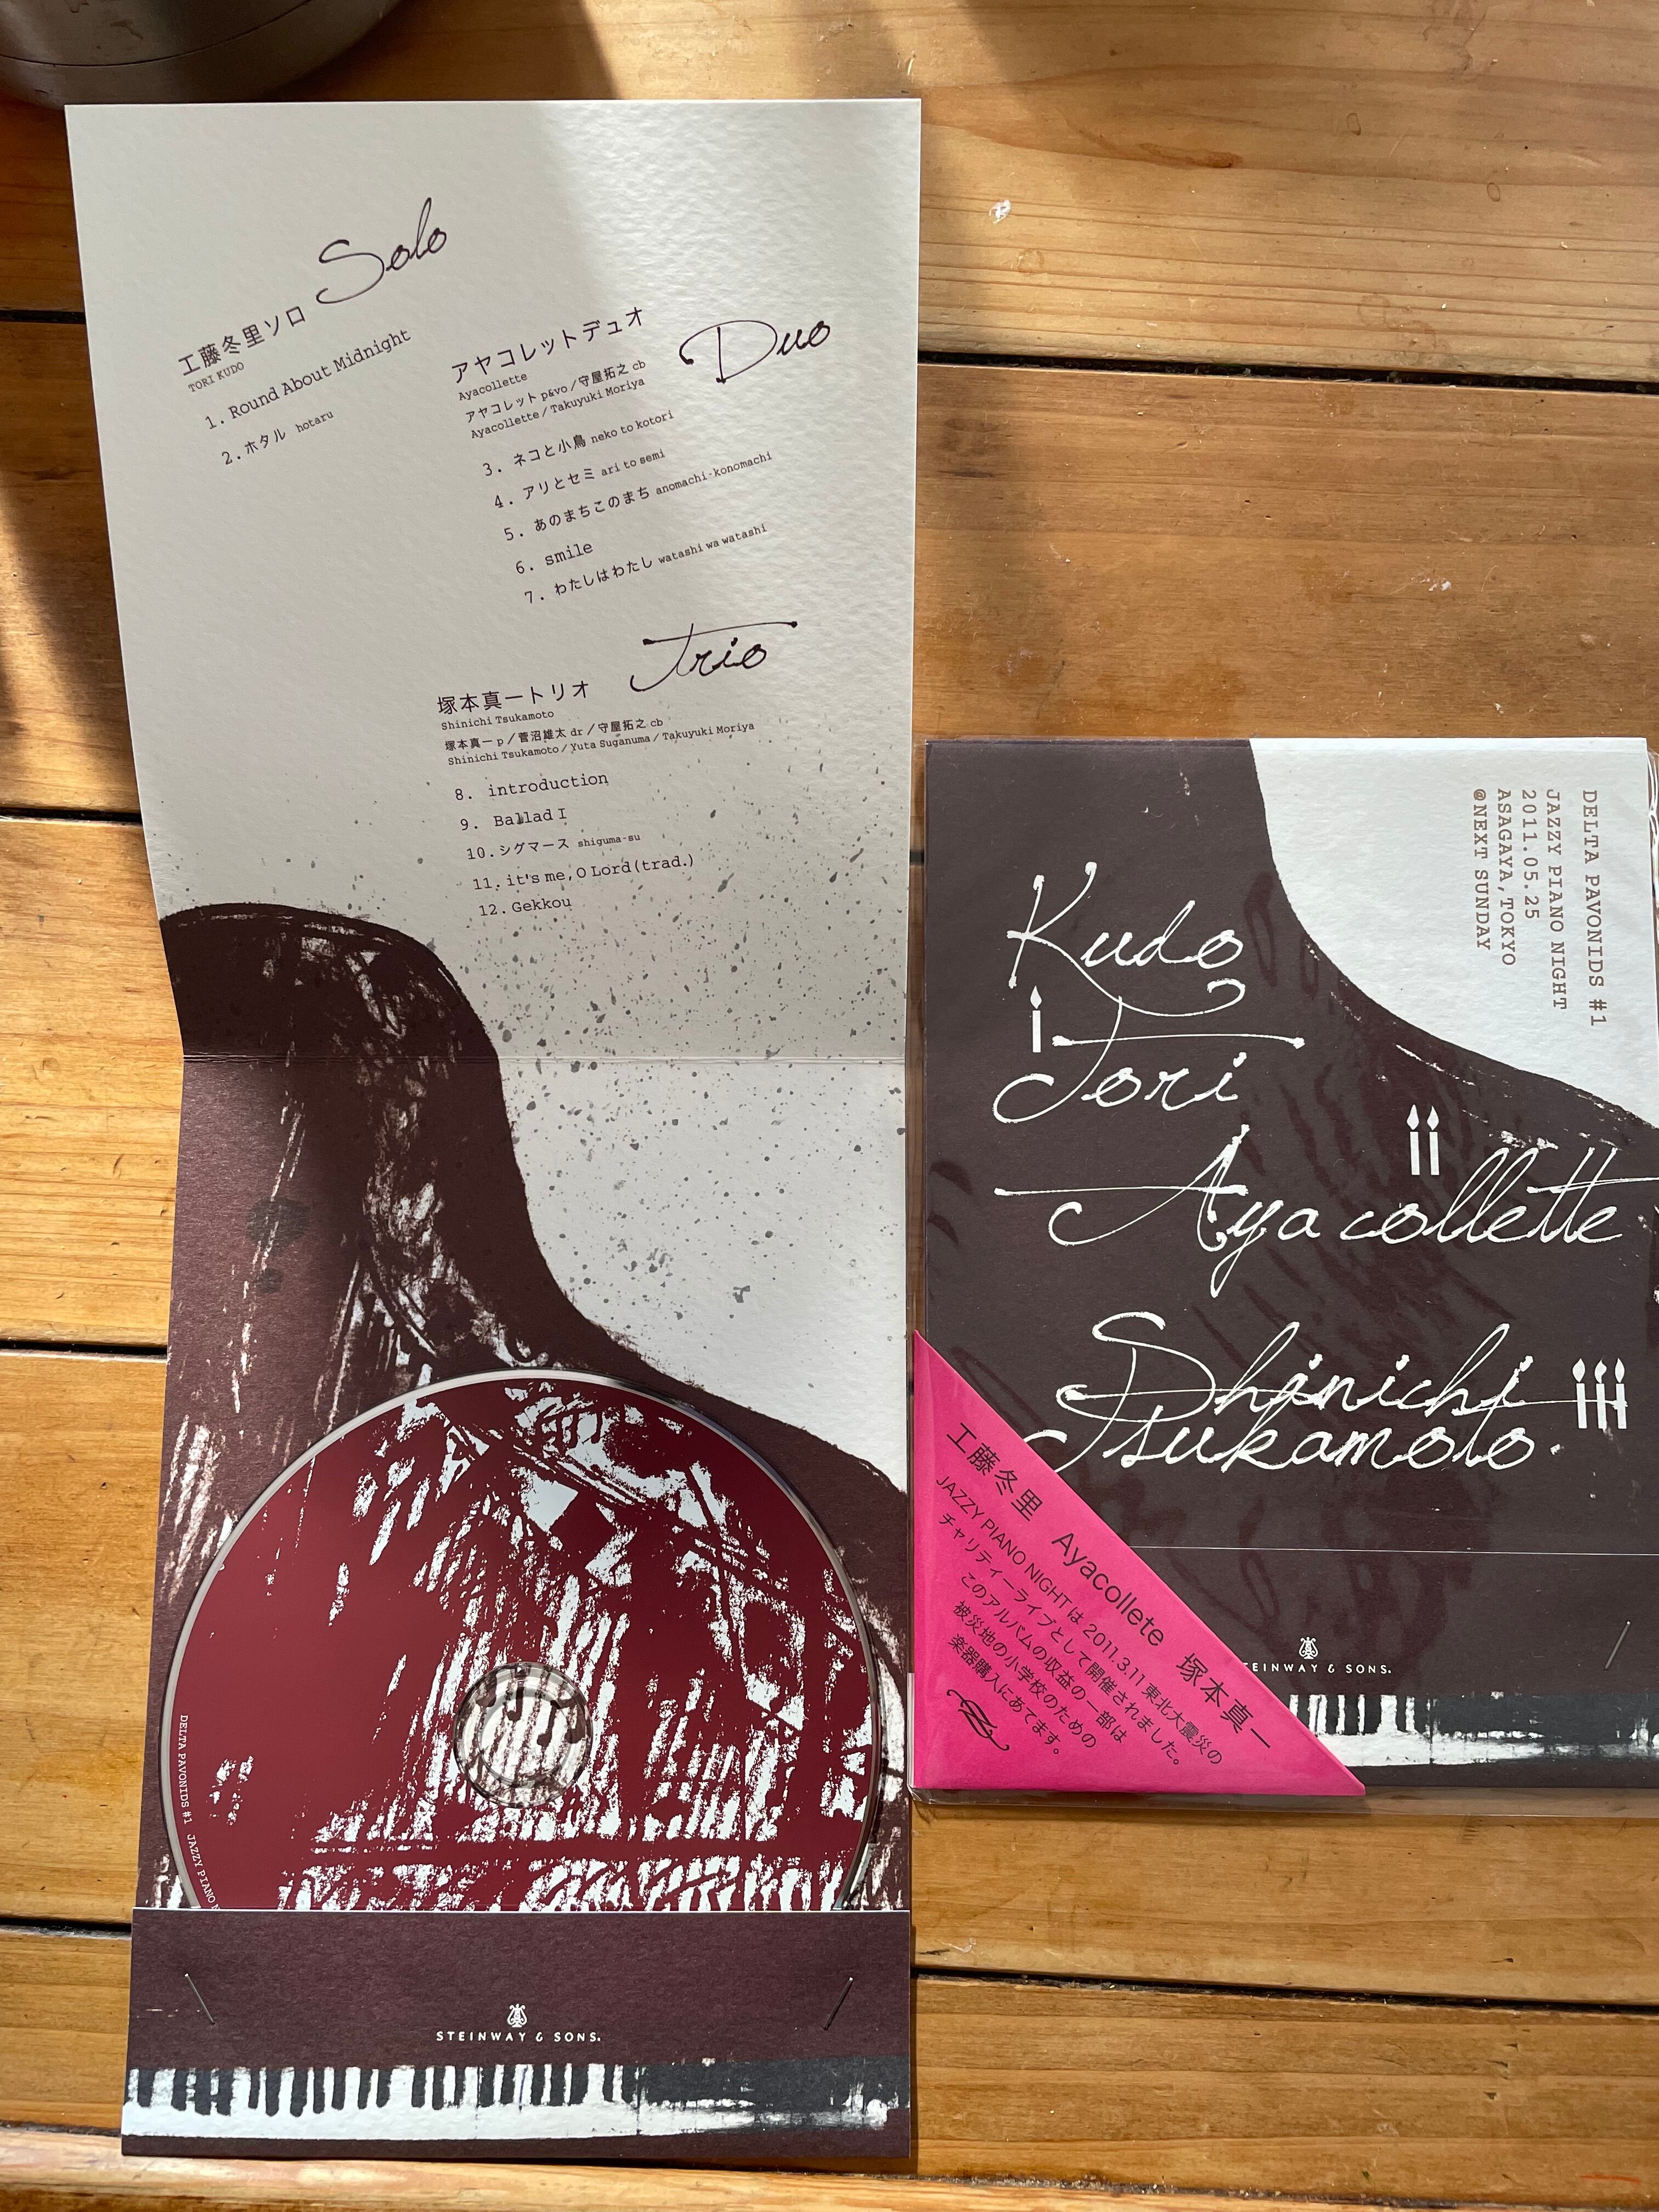 Solo
工藤冬里ソロ
TORI KUDO
1. Round About Midnight
2. ホタル hotaru
Duo
アヤコレットデュオ
Ayacollette
アヤコレット p&vo／守屋拓之 cb
Ayacollette／Takuyuki Moriya
3. ネコと小鳥 neko to kotori
4. アリとセミ ari to semi
5. あのまちこのまち anomachi-konomachi
6. smile
7. わたしはわたし watashi wa watashi
trio
塚本真一トリオ
Shinichi Tsukamoto
塚本真一 p／菅沼雄太 dr／守屋拓之 cb
Shinichi Tsukamoto／Yuta Suganuma／Takuyuki Moriya
8. introduction
9. Ballad I
10. シグマース shiguma-su
11. it's me, O Lord(trad.)
12. Gekkou
DELTA PAVONIDS #1 JAZZY PIANO
STEINWAY & SONS.
DELTA PAVONIDS #1
JAZZY PIANO NIGHT
2011.05.25
ASAGAYA,TOKYO
@NEXT SUNDAY
Kudo
Tori
Ayacollette
Shinichi
Tsukamoto
工藤冬里 Ayacollete 塚本真一
JAZZY PIANO NIGHTは 2011.3.11 東北大震災の
チャリティーライブとして開催されました。
このアルバムの収益の一部は
被災地の小学校のための
楽器購入にあてます。
TEINWAY & SONS.